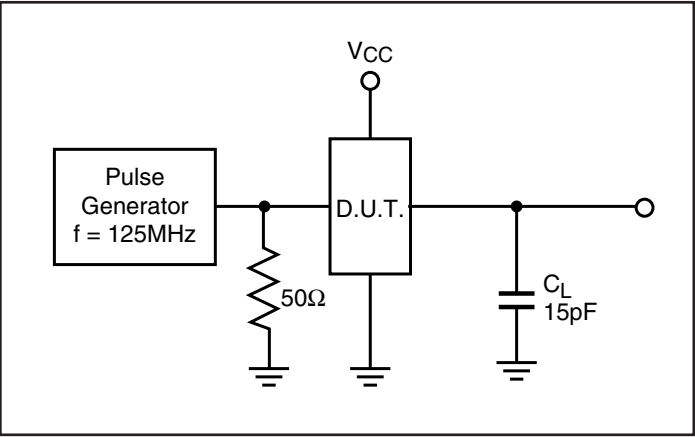 VCC
Pulse
Generator
f = 125MHz
D.U.T.
50Ω
CL
15pF